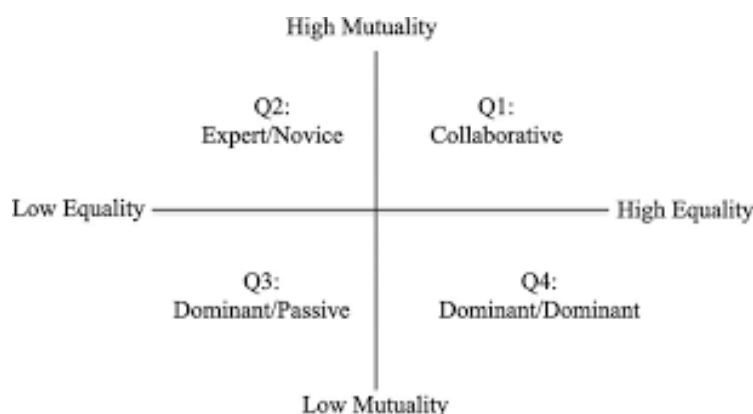 High Mutuality
Q2:
Expert/Novice
Q1:
Collaborative
Low Equality
High Equality
Q3:
Dominant/Passive
Q4:
Dominant/Dominant
Low Mutuality